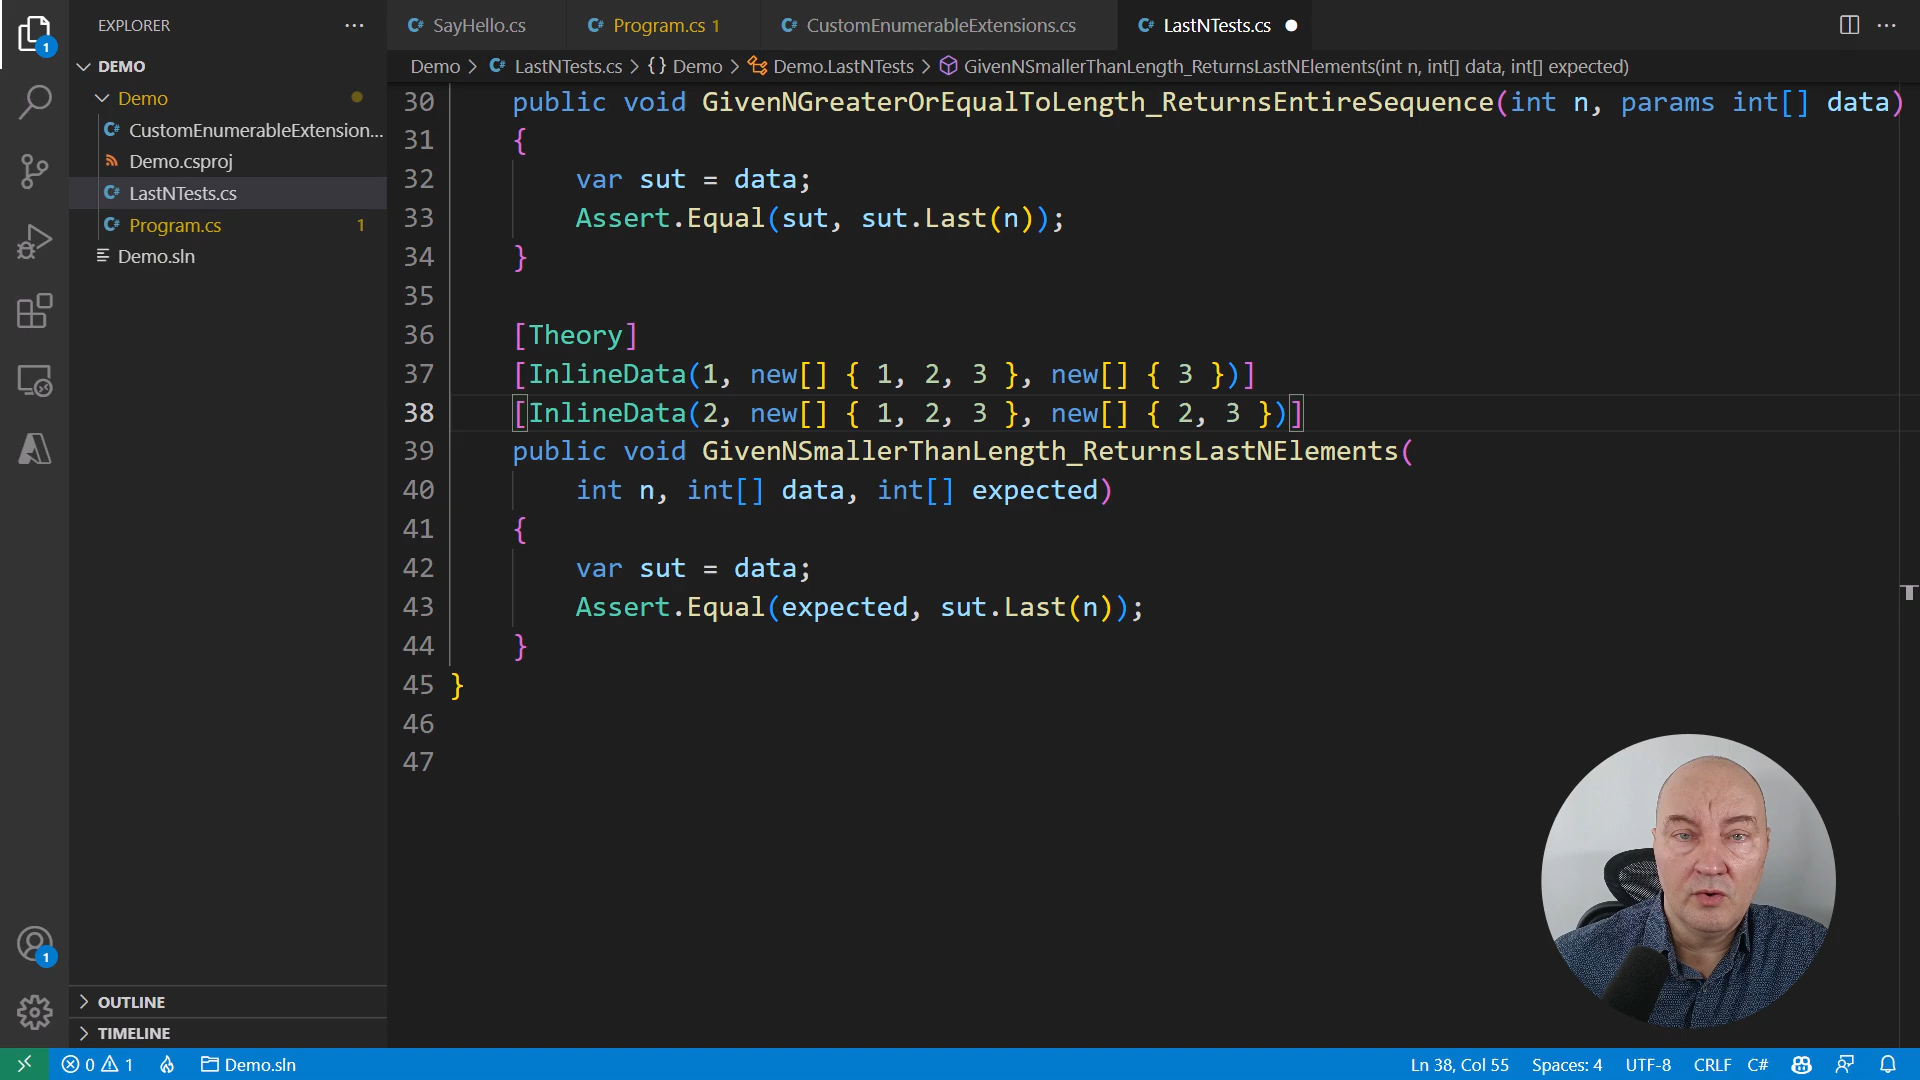 EXPLORER
DEMO
Demo
CustomEnumerableExtension...
Demo.csproj
LastNTests.cs
Program.cs 1
Demo.sln
OUTLINE
TIMELINE
SayHello.cs
Program.cs 1
CustomEnumerableExtensions.cs
LastNTests.cs
Demo > LastNTests.cs > {} Demo > Demo.LastNTests > GivenNSmallerThanLength_ReturnsLastNElements(int n, int[] data, int[] expected)
30 public void GivenNGreaterOrEqualToLength_ReturnsEntireSequence(int n, params int[] data)
31 {
32 var sut = data;
33 Assert.Equal(sut, sut.Last(n));
34 }
35
36 [Theory]
37 [InlineData(1, new[] { 1, 2, 3 }, new[] { 3 })]
38 [InlineData(2, new[] { 1, 2, 3 }, new[] { 2, 3 })]
39 public void GivenNSmallerThanLength_ReturnsLastNElements(
40 int n, int[] data, int[] expected)
41 {
42 var sut = data;
43 Assert.Equal(expected, sut.Last(n));
44 }
45 }
46
47
1
1
0 1 Demo.sln Ln 38, Col 55 Spaces: 4 UTF-8 CRLF C#